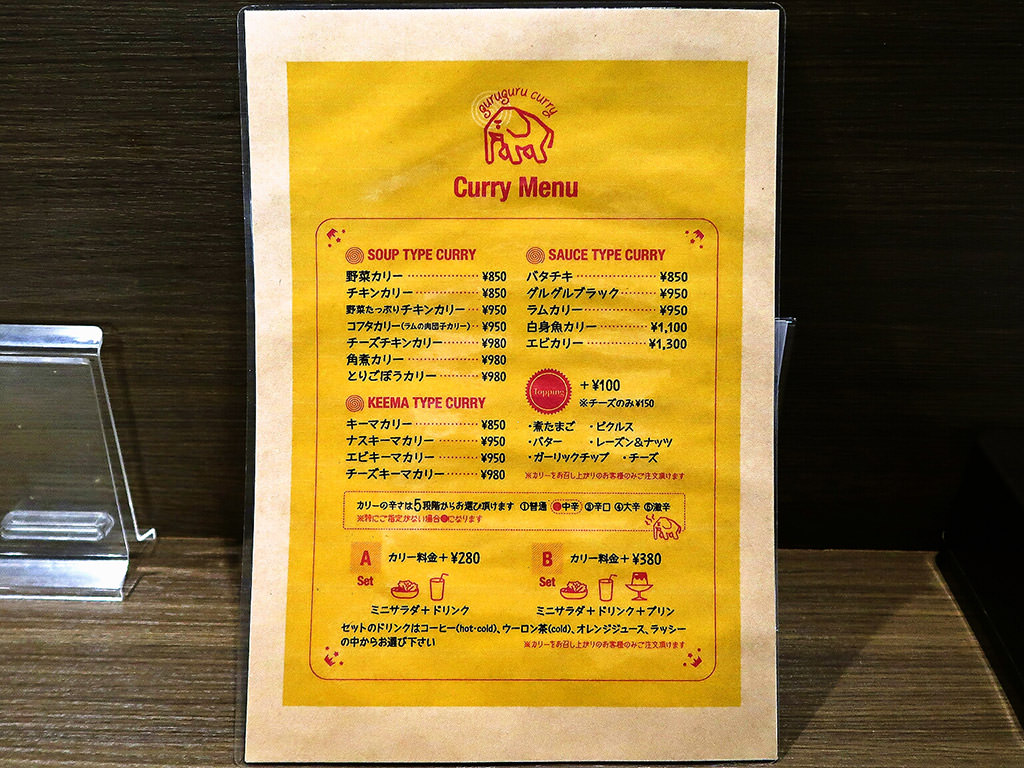 guruguru curry
Curry Menu
SOUP TYPE CURRY
野菜カリー ¥850
チキンカリー ¥850
野菜たっぷりチキンカリー ¥950
コフタカリー(ラムの肉団子カリー) ¥950
チーズチキンカリー ¥980
角煮カリー ¥980
とりごぼうカリー ¥980
KEEMA TYPE CURRY
キーマカリー ¥850
ナスキーマカリー ¥950
エビキーマカリー ¥950
チーズキーマカリー ¥980
SAUCE TYPE CURRY
バタチキ ¥850
グルグルブラック ¥950
ラムカリー ¥950
白身魚カリー ¥1,100
エビカリー ¥1,300
Topping +¥100
※チーズのみ¥150
・煮たまご ・ピクルス
・バター ・レーズン&ナッツ
・ガーリックチップ ・チーズ
※カリーをお召し上がりのお客様のみご注文頂けます
カリーの辛さは5段階からお選び頂けます ①普通 ②中辛 ③辛口 ④大辛 ⑤激辛
※特にご指定がない場合②になります
A Set カリー料金+¥280
ミニサラダ+ドリンク
B Set カリー料金+¥380
ミニサラダ+ドリンク+プリン
セットのドリンクはコーヒー(hot・cold)、ウーロン茶(cold)、オレンジジュース、ラッシー
の中からお選び下さい
※カリーをお召し上がりのお客様のみご注文頂けます